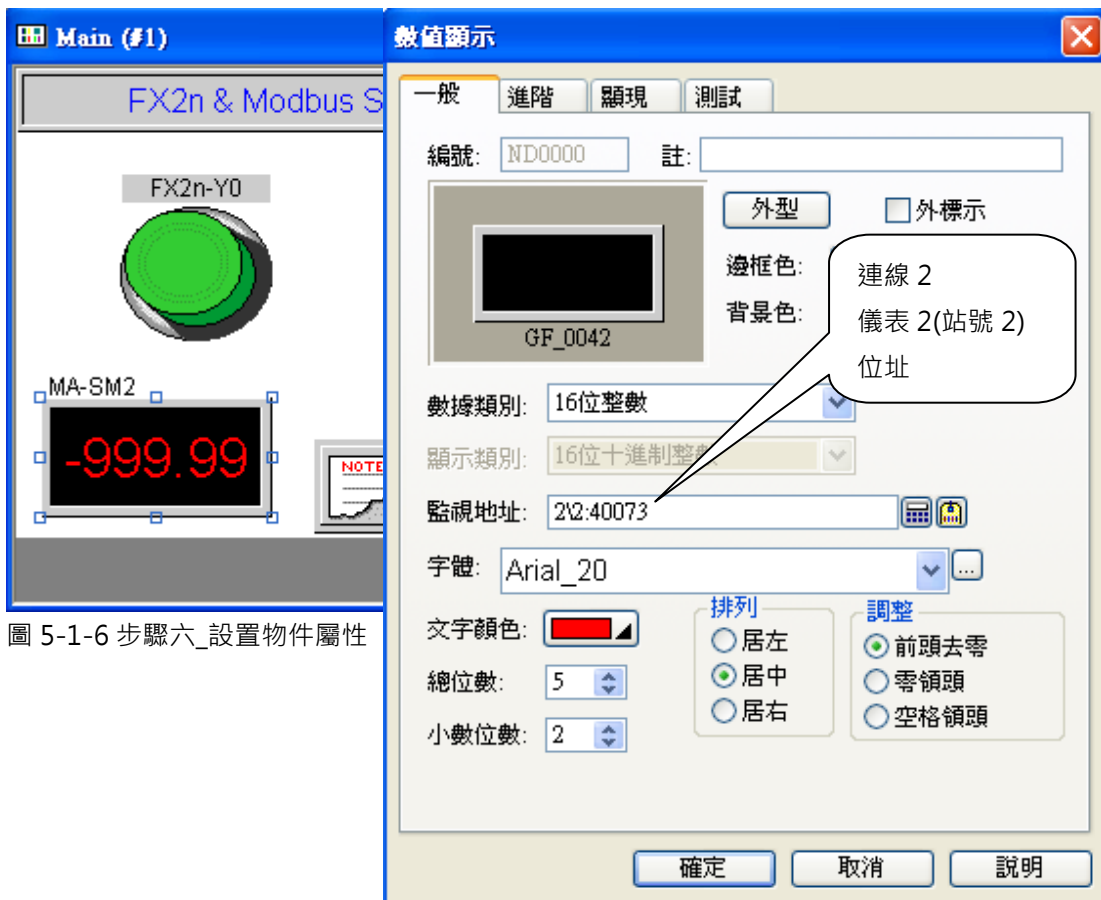 Main (#1)
FX2n & Modbus S
FX2n-Y0
MA-SM2
-999.99
NOTE
圖 5-1-6 步驟六_設置物件屬性
數值顯示
一般 進階 顯現 測試
編號: ND0000 註:
外型 外標示
GF_0042
邊框色:
背景色:
連線 2
儀表 2(站號 2)
位址
數據類別: 16位整數
顯示類別: 16位十進制整數
監視地址: 2\2:40073
字體: Arial_20 ...
文字顏色:
總位數: 5
小數位數: 2
排列
居左
居中
居右
調整
前頭去零
零領頭
空格領頭
確定 取消 說明